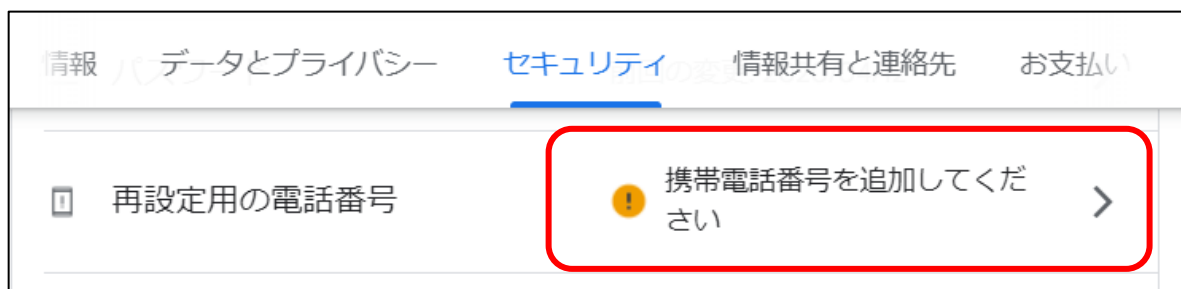 情報 データとプライバシー セキュリティ 情報共有と連絡先 お支払い
再設定用の電話番号
携帯電話番号を追加してくだ
さい